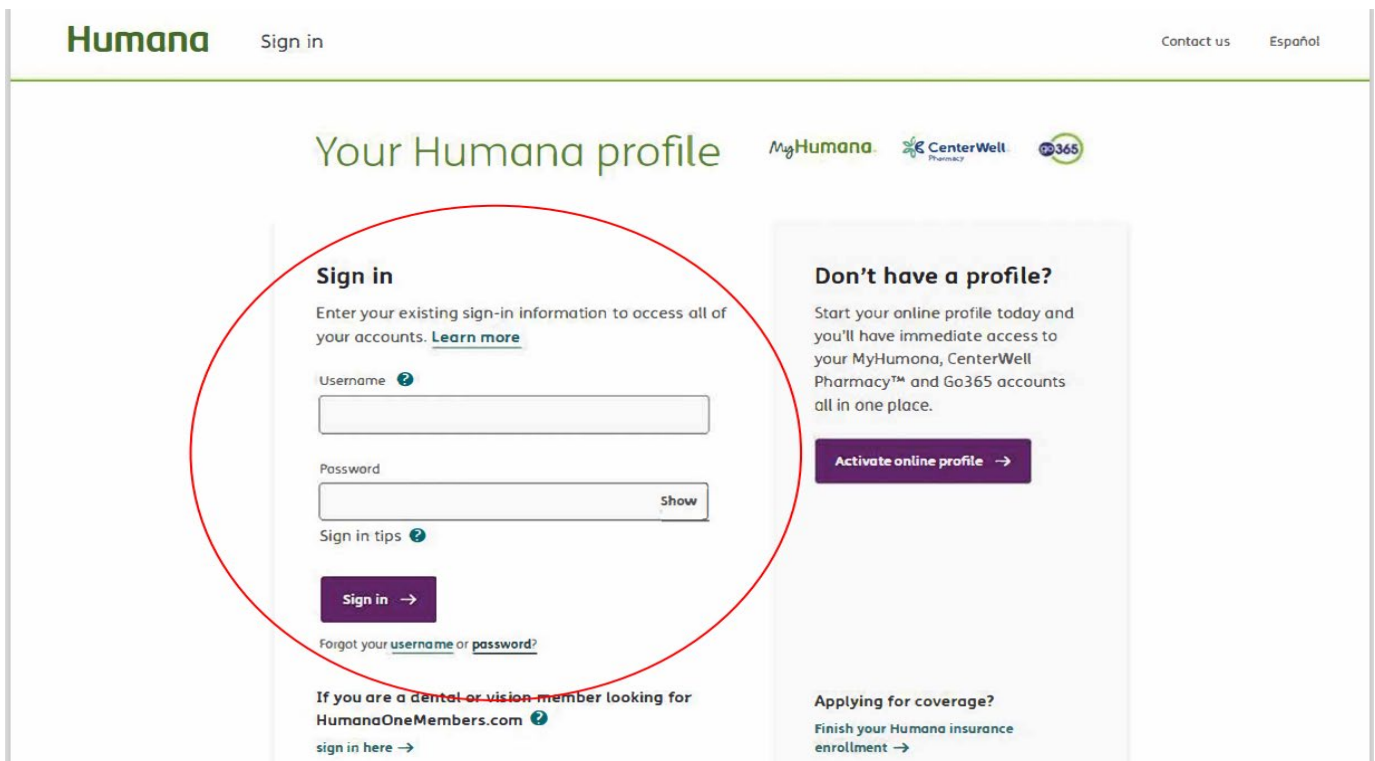 Humana Sign in Contact us Español
Your Humana profile MyHumana. CenterWell. Pharmacy go365
Sign in
Enter your existing sign-in information to access all of
your accounts. Learn more
Username ?
Password
Show
Sign in tips ?
Sign in →
Forgot your username or password?
If you are a dental or vision member looking for
HumanaOneMembers.com ?
sign in here →
Don't have a profile?
Start your online profile today and
you'll have immediate access to
your MyHumana, CenterWell
Pharmacy™ and Go365 accounts
all in one place.
Activate online profile →
Applying for coverage?
Finish your Humana insurance
enrollment →